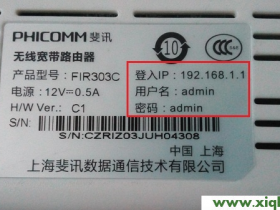 PHICOMM 斐讯
无线宽带路由器
产品型号：FIR303C
电源：12V⎓0.5A
H/W Ver.： C1
S/N:
10
CCC
登入IP：192.168.1.1
用户名：admin
密码：admin
S/N:CZRIZ03JUH04308
中国 上海
上海斐讯数据通信技术有限公司
www.xiqb